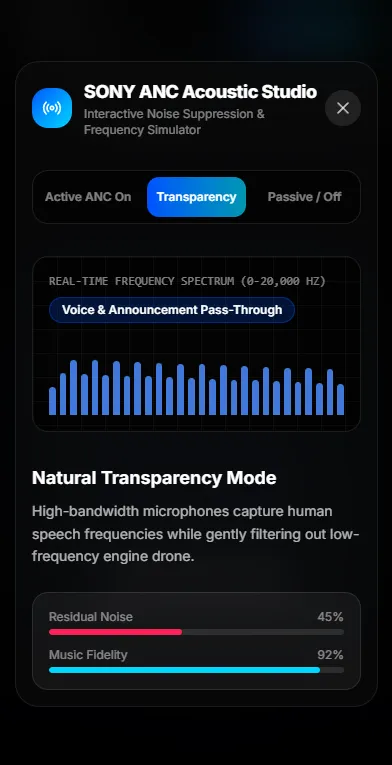 SONY ANC Acoustic Studio
Interactive Noise Suppression &
Frequency Simulator
Active ANC On
Transparency
Passive / Off
REAL-TIME FREQUENCY SPECTRUM (0-20,000 HZ)
Voice & Announcement Pass-Through
Natural Transparency Mode
High-bandwidth microphones capture human
speech frequencies while gently filtering out low-
frequency engine drone.
Residual Noise 45%
Music Fidelity 92%